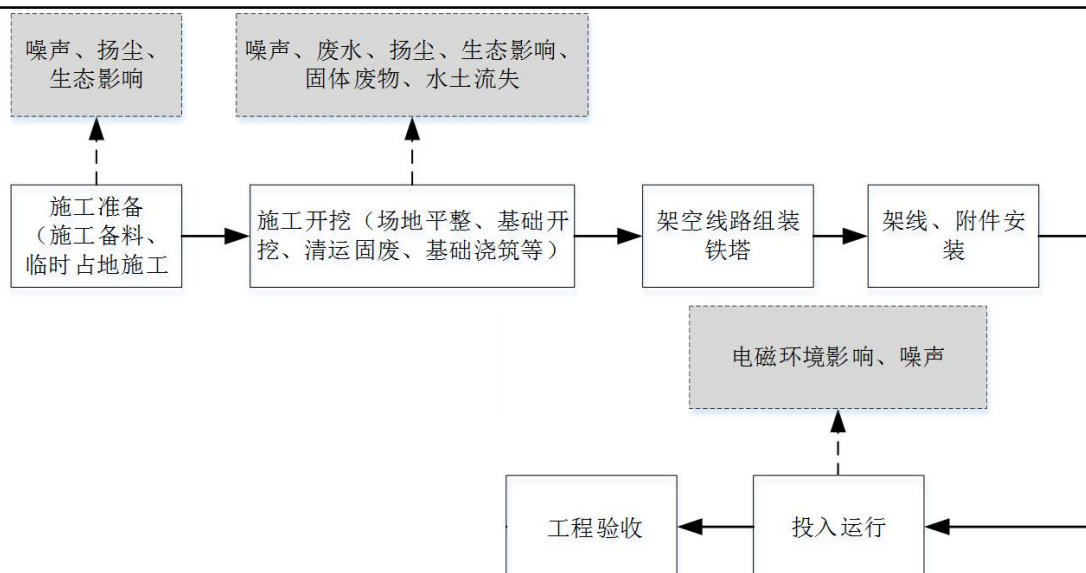 噪声、扬尘、
生态影响
噪声、废水、扬尘、生态影响、
固体废物、水土流失
施工准备
（施工备料、
临时占地施工
施工开挖（场地平整、基础开
挖、清运固废、基础浇筑等）
架空线路组装
铁塔
架线、附件安
装
电磁环境影响、噪声
工程验收
投入运行